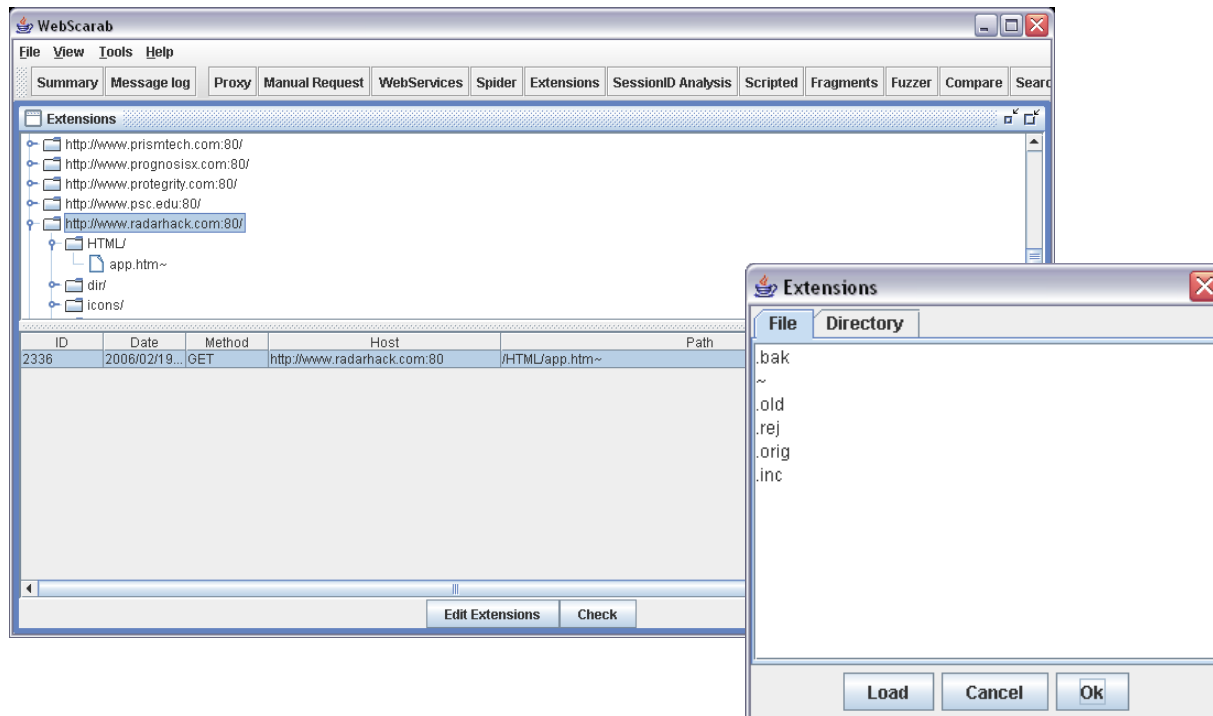 WebScarab
File View Tools Help
Summary Message log Proxy Manual Request WebServices Spider Extensions SessionID Analysis Scripted Fragments Fuzzer Compare
Extensions
http://www.prismtech.com:80/
http://www.prognosisx.com:80/
http://www.protegrity.com:80/
http://www.psc.edu:80/
http://www.radarhack.com:80/
HTML/
app.htm~
dir/
icons/
ID Date Method Host Path
2336 2006/02/19... GET http://www.radarhack.com:80 /HTML/app.htm~
Edit Extensions Check
Extensions
File Directory
.bak
~
.old
.rej
.orig
.inc
Load Cancel Ok